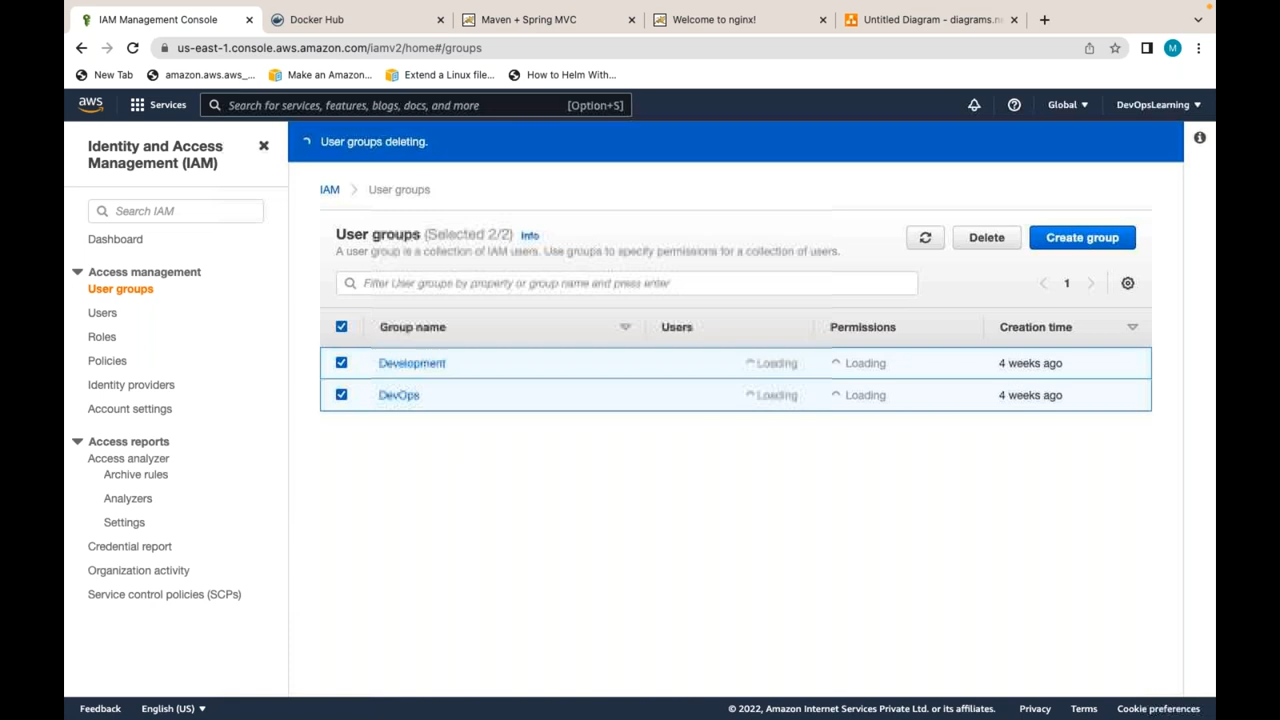 IAM Management Console
Docker Hub
Maven + Spring MVC
Welcome to nginx!
Untitled Diagram - diagrams.ne
us-east-1.console.aws.amazon.com/iamv2/home#/groups
M
New Tab
amazon.aws.aws_...
Make an Amazon...
Extend a Linux file...
How to Helm With...
aws
Services
Search for services, features, blogs, docs, and more
[Option+S]
Global
DevOpsLearning
Identity and Access
Management (IAM)
User groups deleting.
IAM
User groups
Search IAM
Dashboard
Access management
User groups
Users
Roles
Policies
Identity providers
Account settings
Access reports
Access analyzer
Archive rules
Analyzers
Settings
Credential report
Organization activity
Service control policies (SCPs)
User groups (Selected 2/2) Info
A user group is a collection of IAM users. Use groups to specify permissions for a collection of users.
Delete
Create group
Filter User groups by property or group name and press enter
1
Group name Users Permissions Creation time
Development Loading Loading 4 weeks ago
DevOps Loading Loading 4 weeks ago
Feedback
English (US)
© 2022, Amazon Internet Services Private Ltd. or its affiliates.
Privacy
Terms
Cookie preferences